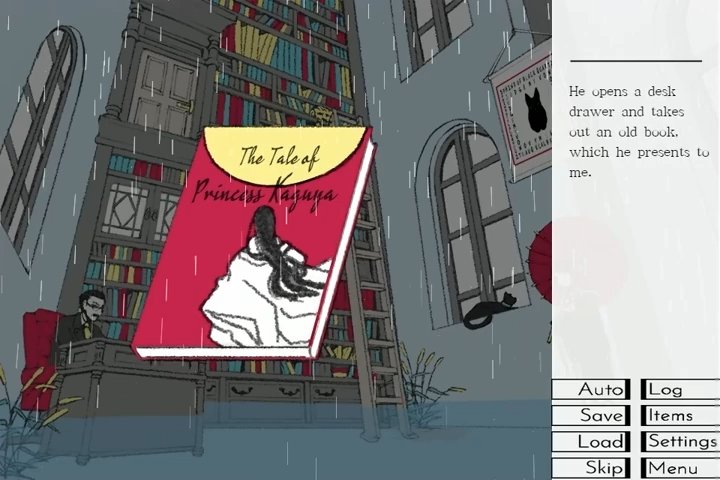 The Tale of
Princess Kaguya
He opens a desk
drawer and takes
out an old book,
which he presents to
me.
Auto
Log
Save
Items
Load
Settings
Skip
Menu